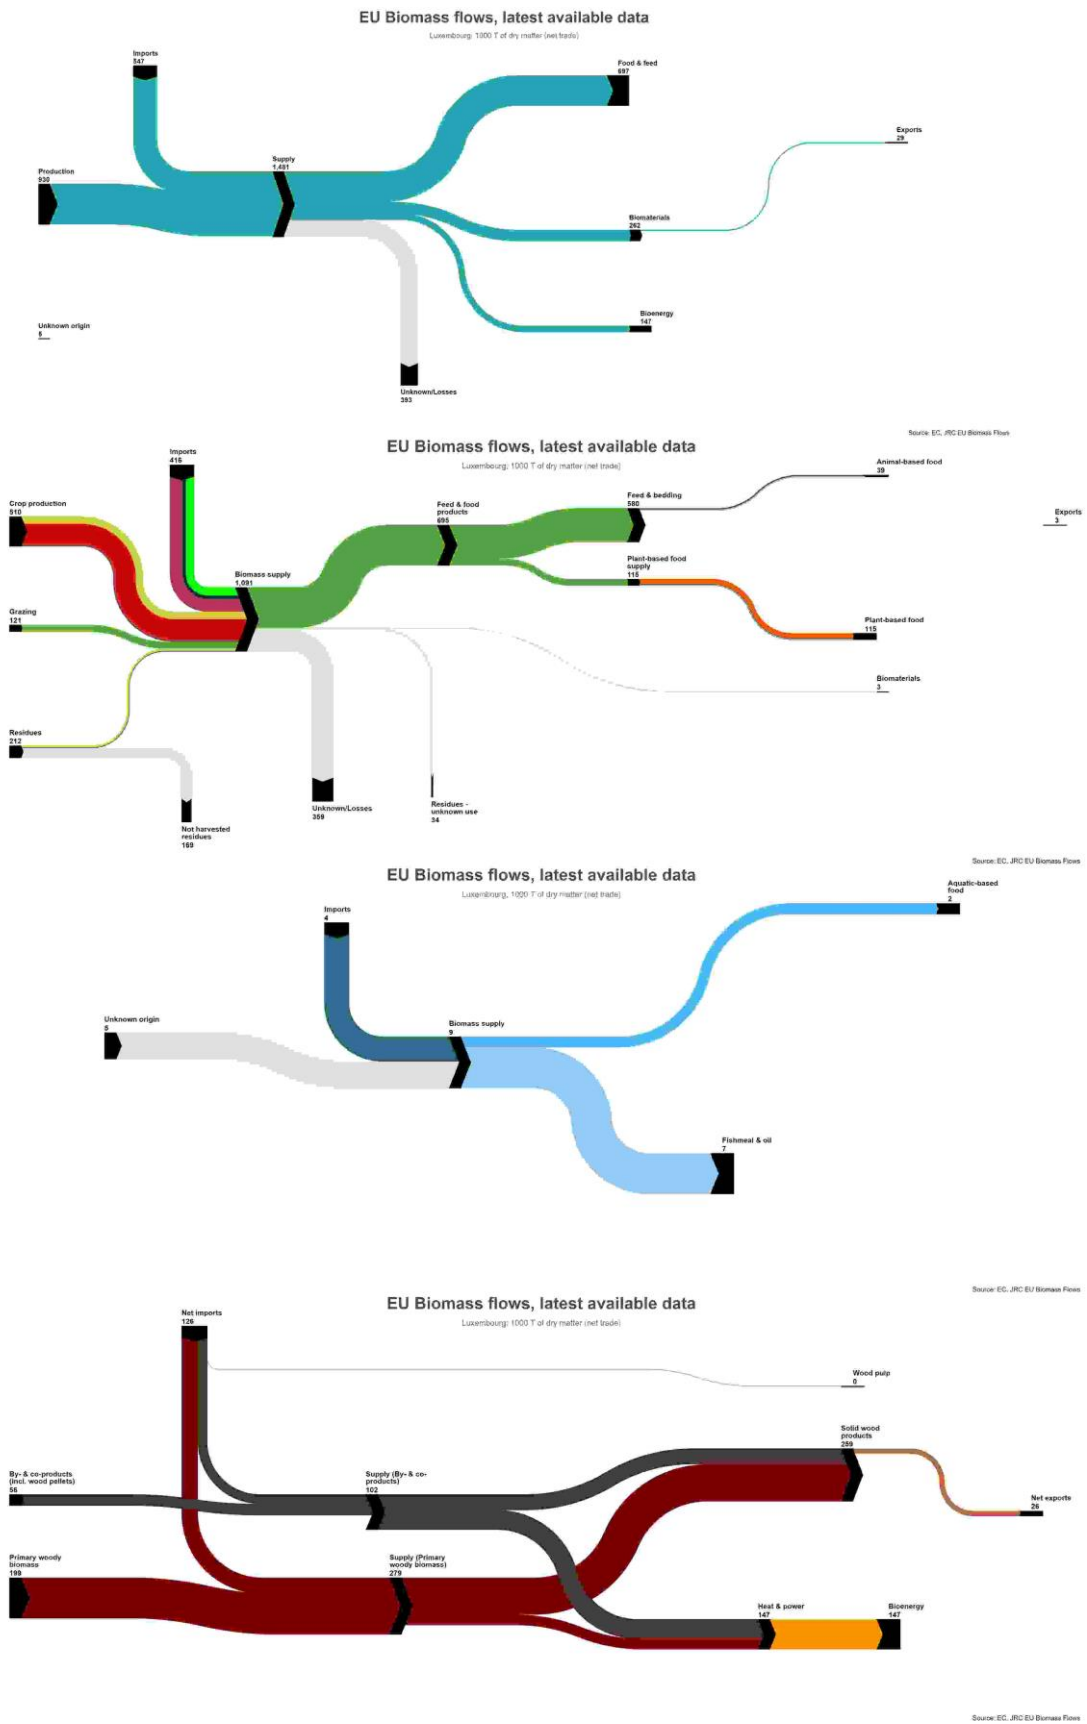 EU Biomass flows, latest available data
Luxembourg: 1000 T of dry matter (net trade)
Imports
547
Food & feed
697
Exports
29
Supply
1,481
Production
930
Biomaterials
262
Bioenergy
147
Unknown origin
5
Unknown/Losses
393
Source: EC, JRC EU Biomass Flows
EU Biomass flows, latest available data
Luxembourg: 1000 T of dry matter (net trade)
Imports
416
Animal-based food
39
Feed & bedding
580
Crop production
910
Feed & food
products
695
Exports
3
Plant-based food
supply
115
Biomass supply
1,091
Grazing
121
Plant-based food
115
Biomaterials
3
Residues
212
Unknown/Losses
359
Residues -
unknown use
34
Not harvested
residues
169
Source: EC, JRC EU Biomass Flows
EU Biomass flows, latest available data
Luxembourg: 1000 T of dry matter (net trade)
Aquatic-based
food
2
Imports
4
Unknown origin
5
Biomass supply
9
Fishmeal & oil
7
Source: EC, JRC EU Biomass Flows
EU Biomass flows, latest available data
Luxembourg: 1000 T of dry matter (net trade)
Net imports
126
Wood pulp
0
Solid wood
products
259
By- & co-products
(incl. wood pellets)
56
Supply (By- & co-
products)
102
Net exports
26
Primary woody
biomass
199
Supply (Primary
woody biomass)
279
Heat & power
147
Bioenergy
147
Source: EC, JRC EU Biomass Flows